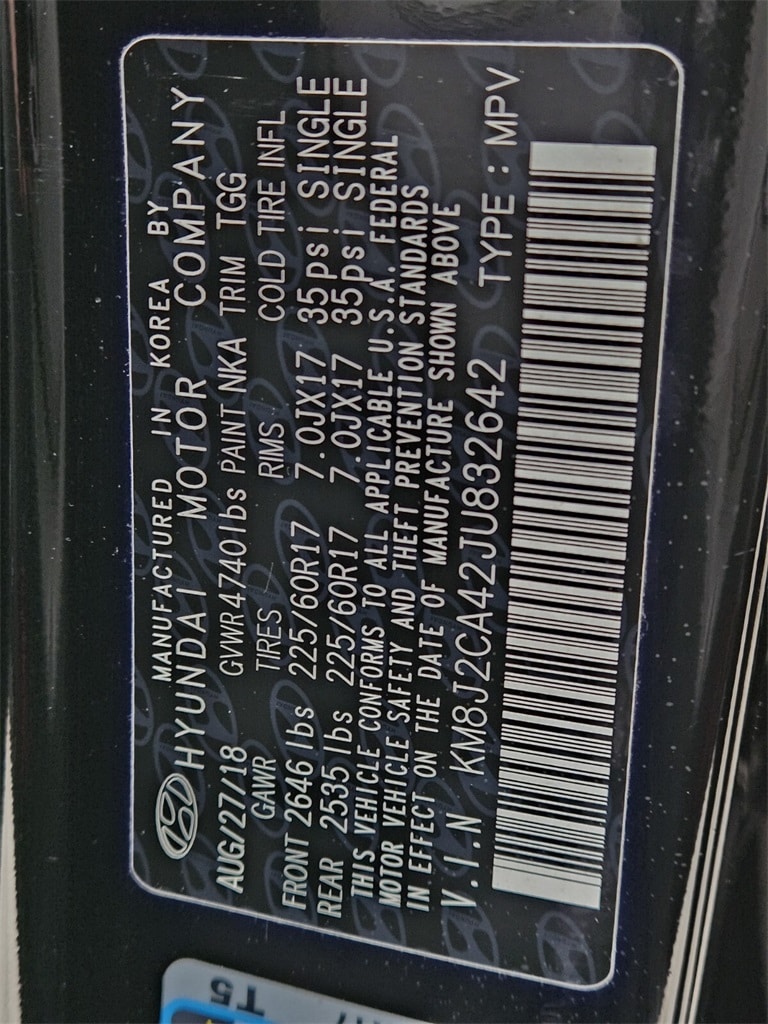 MANUFACTURED IN KOREA BY
HYUNDAI MOTOR COMPANY
AUG/27/18 GVWR 4740lbs PAINT NKA TRIM TGG
GAWR TIRES RIMS COLD TIRE INFL
FRONT 2646 lbs 225/60R17 7.0JX17 35psi SINGLE
REAR 2535 lbs 225/60R17 7.0JX17 35psi SINGLE
THIS VEHICLE CONFORMS TO ALL APPLICABLE U.S.A. FEDERAL
MOTOR VEHICLE SAFETY AND THEFT PREVENTION STANDARDS
IN EFFECT ON THE DATE OF MANUFACTURE SHOWN ABOVE
V.I.N KM8J2CA42JU832642 TYPE : MPV
T5